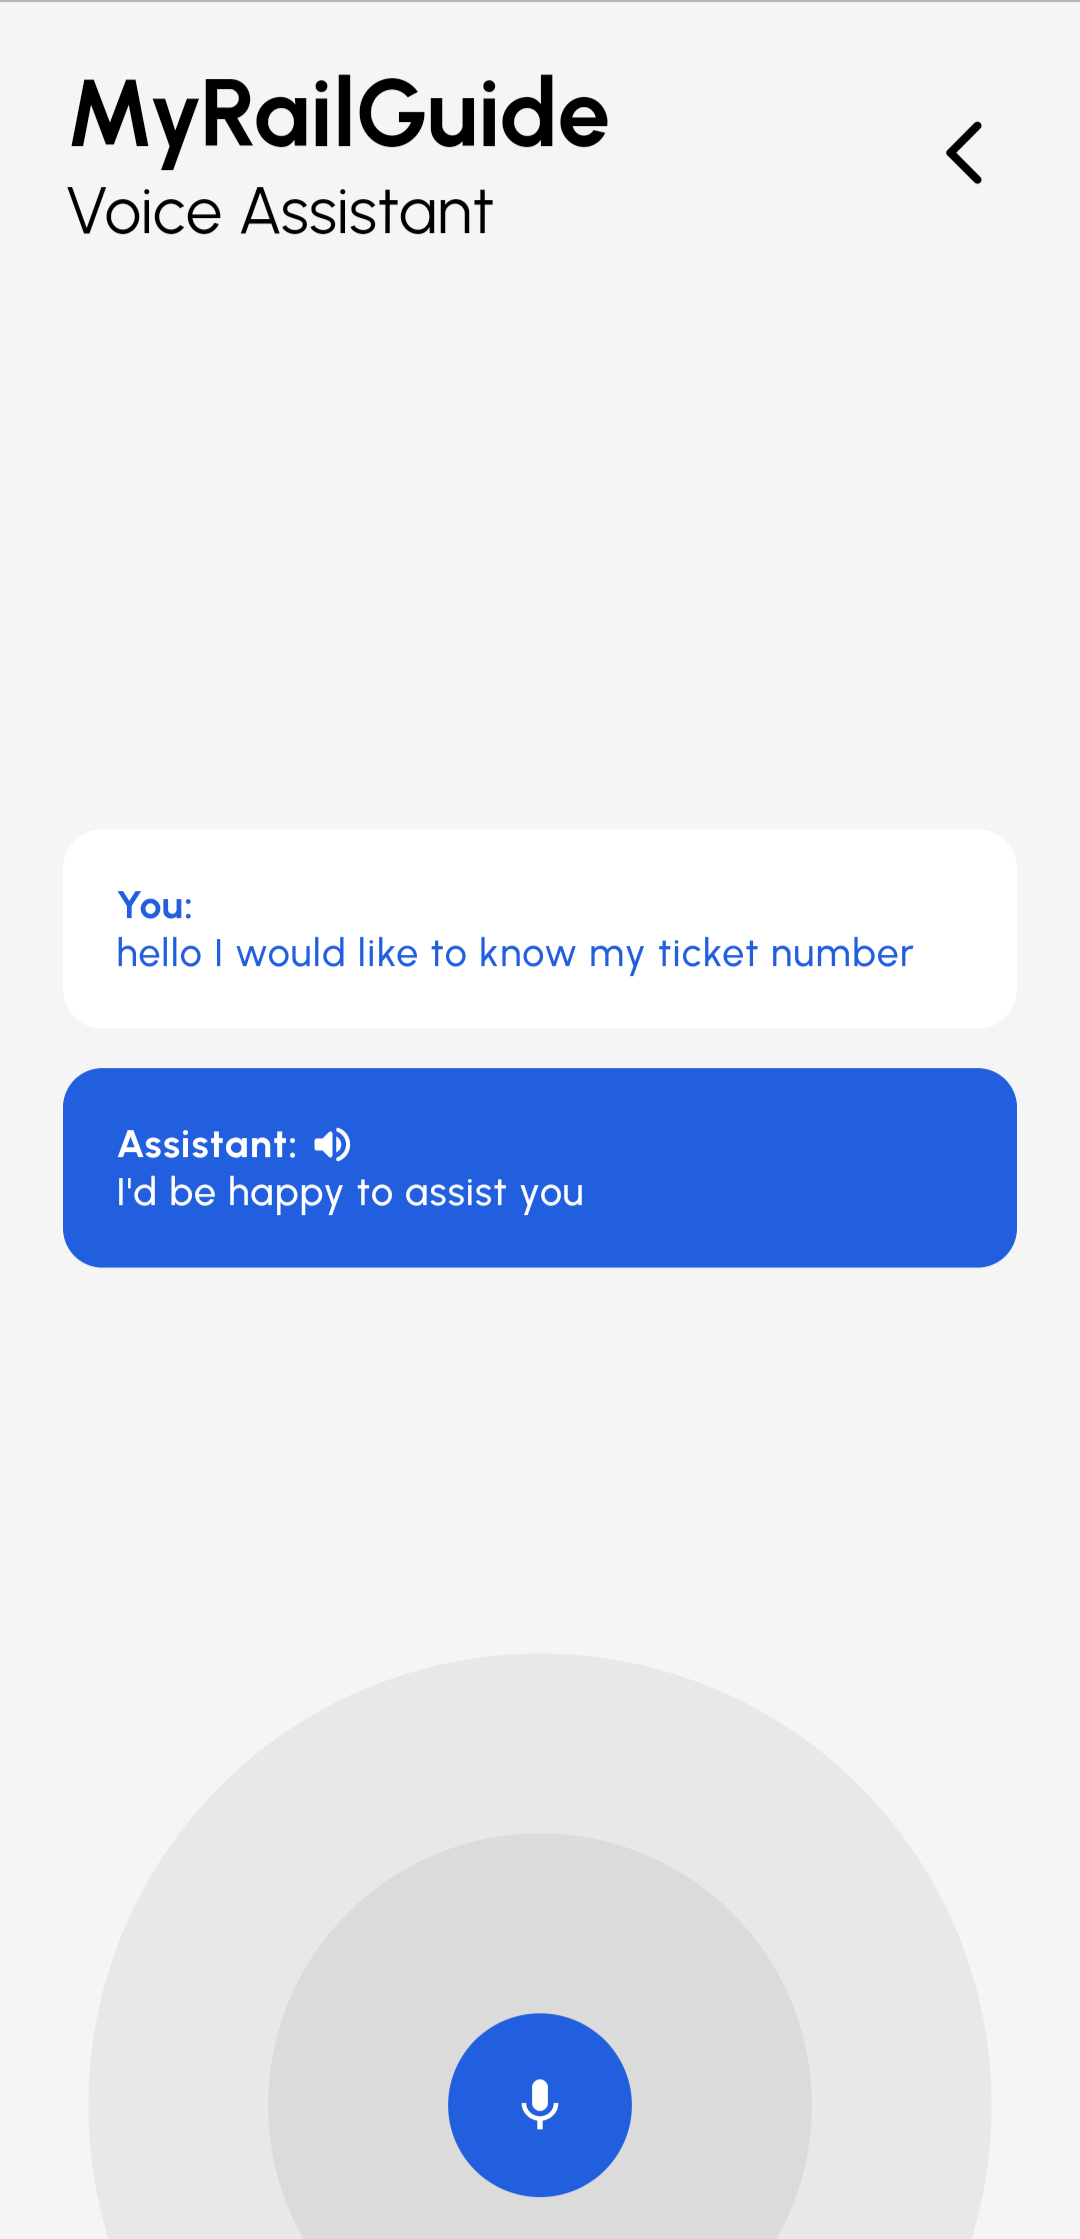 MyRailGuide
Voice Assistant
You:
hello I would like to know my ticket number
Assistant:
I'd be happy to assist you